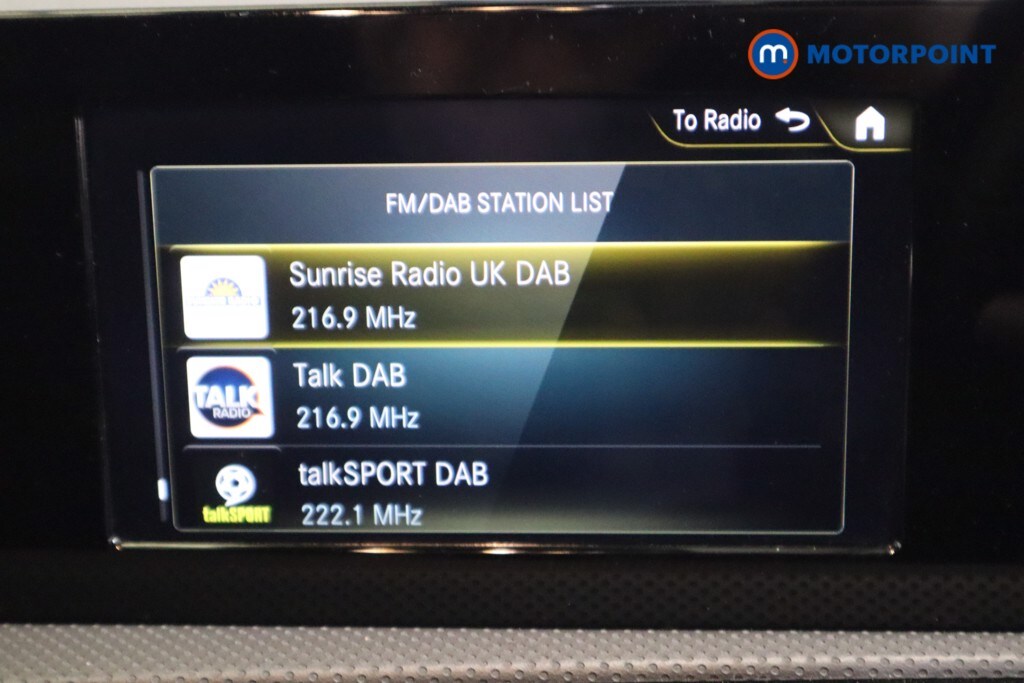 m MOTORPOINT
To Radio
FM/DAB STATION LIST
Sunrise Radio UK DAB
216.9 MHz
TALK
RADIO
Talk DAB
216.9 MHz
talkSPORT DAB
talkSPORT
222.1 MHz